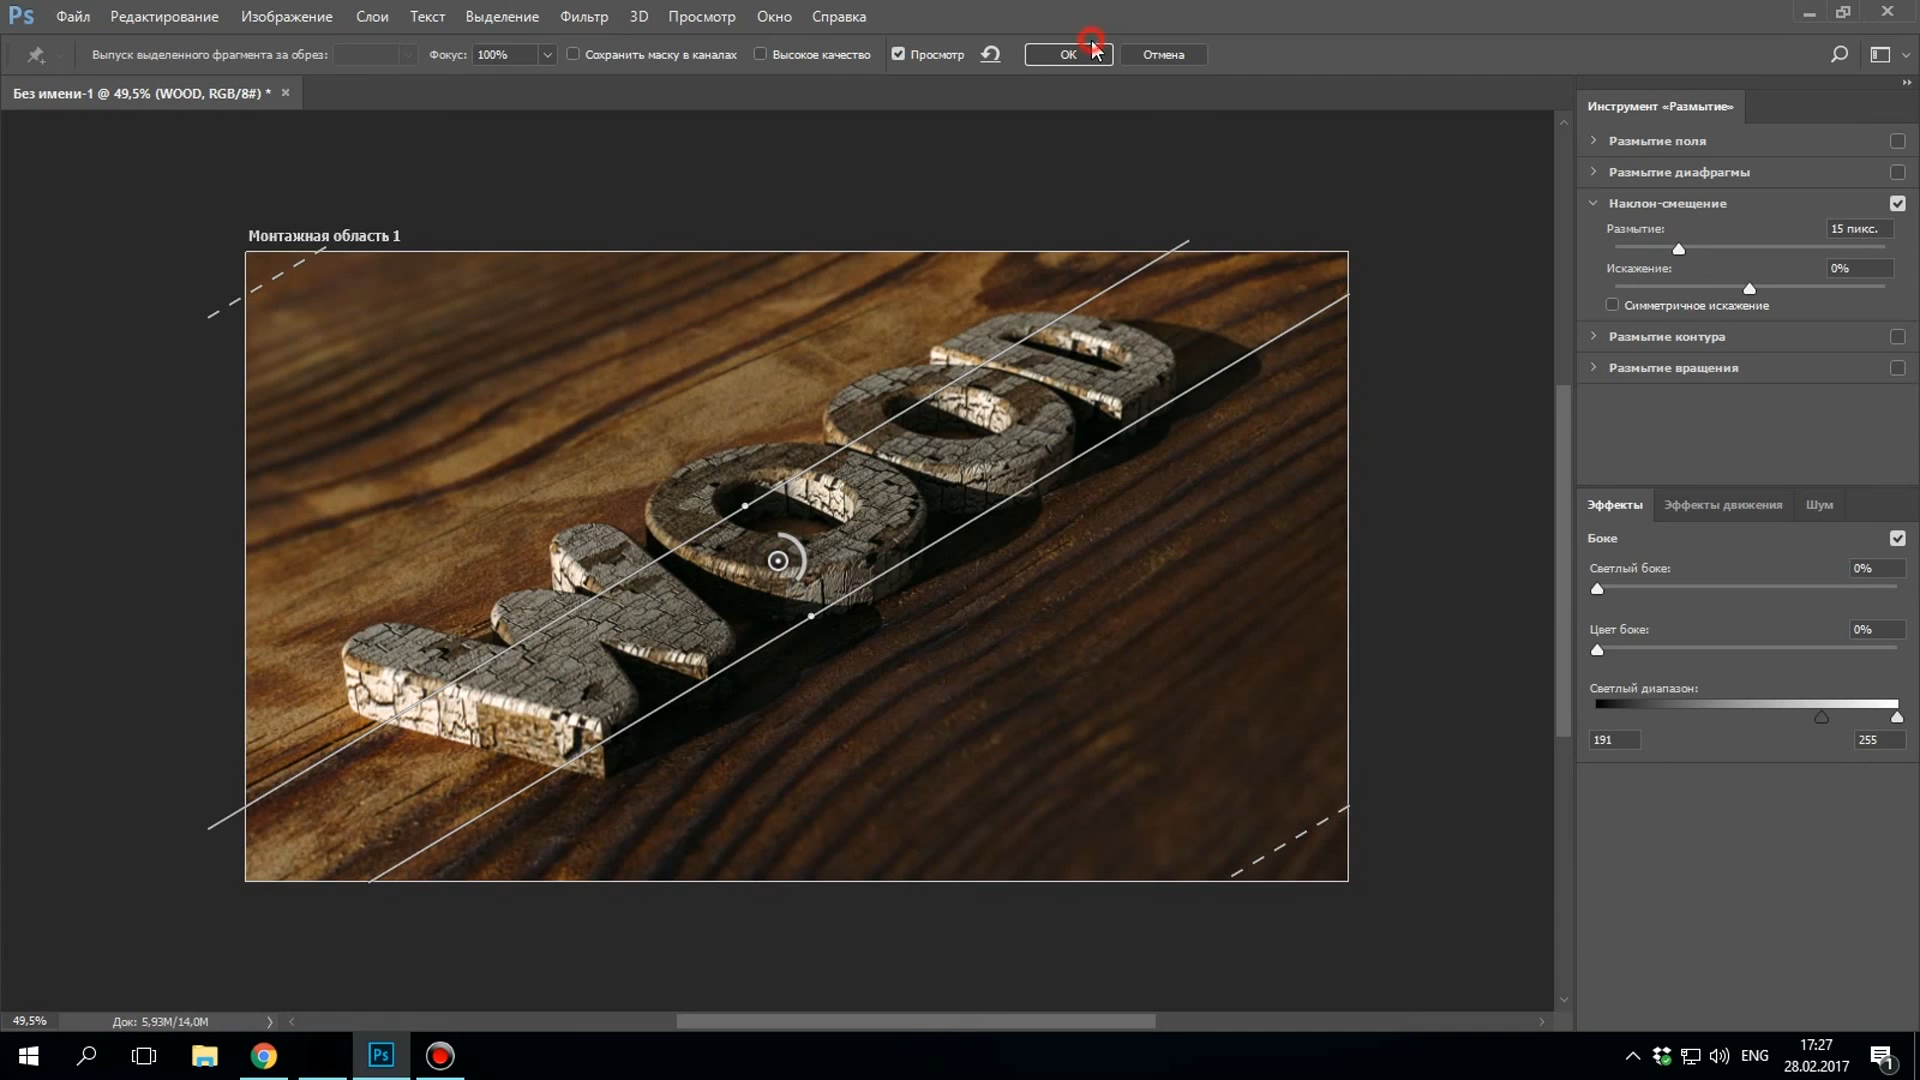 Ps Файл Редактирование Изображение Слои Текст Выделение Фильтр 3D Просмотр Окно Справка
Выпуск выделенного фрагмента за обрез: Фокус: 100% Сохранить маску в каналах Высокое качество Просмотр ОК Отмена
Без имени-1 @ 49,5% (WOOD, RGB/8#) * ×
Инструмент «Размытие»
Размытие поля
Размытие диафрагмы
Наклон-смещение
Размытие: 15 пикс.
Искажение: 0%
Симметричное искажение
Размытие контура
Размытие вращения
Монтажная область 1
WOOD
Эффекты Эффекты движения Шум
Боке
Светлый боке: 0%
Цвет боке: 0%
Светлый диапазон:
191 255
49,5% Док: 5,93M/14,0M
Ps ENG 17:27
28.02.2017
1